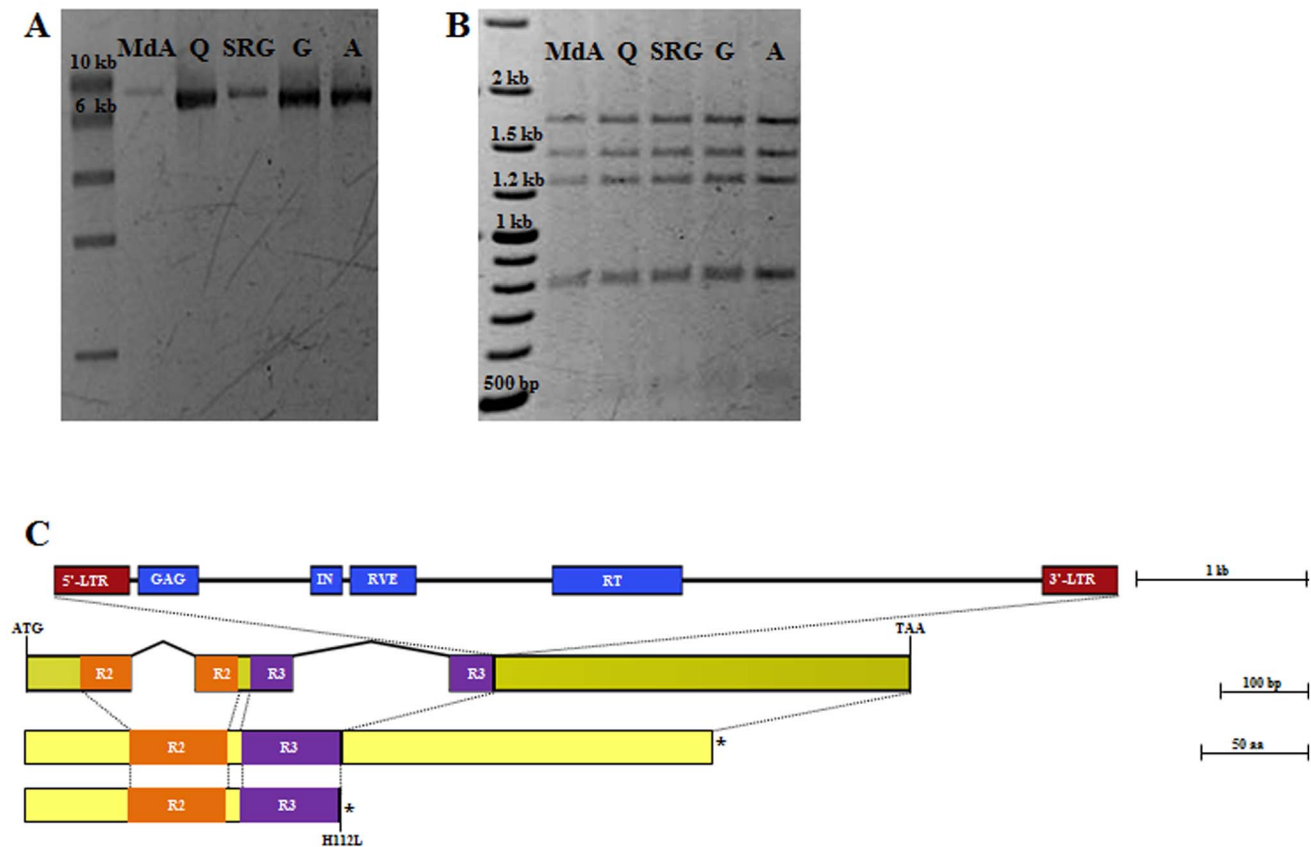 A
MdA Q SRG G A
10 kb
6 kb
B
MdA Q SRG G A
2 kb
1.5 kb
1.2 kb
1 kb
500 bp
C
5'-LTR GAG IN RVE RT 3'-LTR 1 kb
ATG TAA
R2 R2 R3 R3 100 bp
R2 R3 * 50 aa
R2 R3 *
H112L